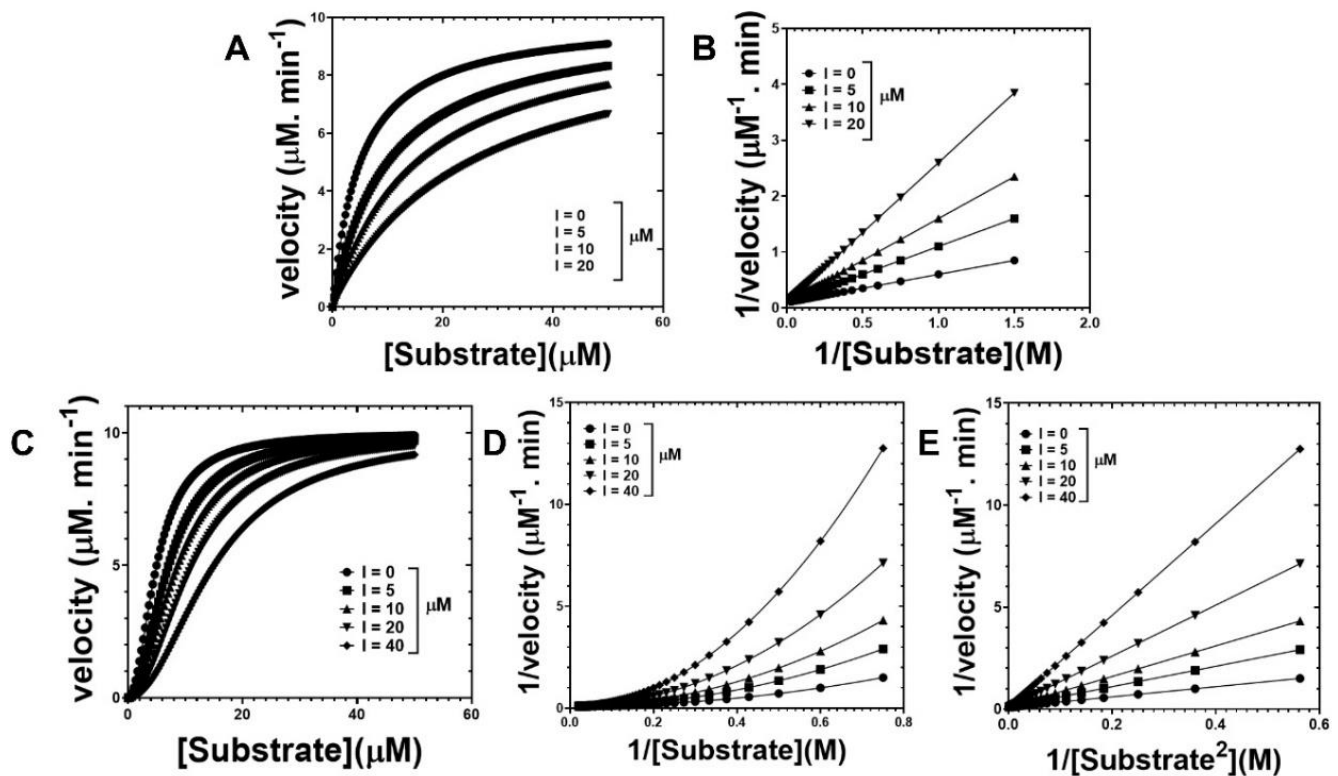 A
velocity (μM. min⁻¹)
10
8
6
4
2
0
0
20
40
60
[Substrate](μM)
I = 0
I = 5
I = 10
I = 20
μM
B
1/velocity (μM⁻¹. min)
5
4
3
2
1
0
0.0
0.5
1.0
1.5
2.0
1/[Substrate](M)
I = 0
I = 5
I = 10
I = 20
μM
C
velocity (μM. min⁻¹)
10
5
0
0
20
40
60
[Substrate](μM)
I = 0
I = 5
I = 10
I = 20
I = 40
μM
D
1/velocity (μM⁻¹. min)
15
10
5
0
0.0
0.2
0.4
0.6
0.8
1/[Substrate](M)
I = 0
I = 5
I = 10
I = 20
I = 40
μM
E
1/velocity (μM⁻¹. min)
15
10
5
0
0.0
0.2
0.4
0.6
1/[Substrate²](M)
I = 0
I = 5
I = 10
I = 20
I = 40
μM